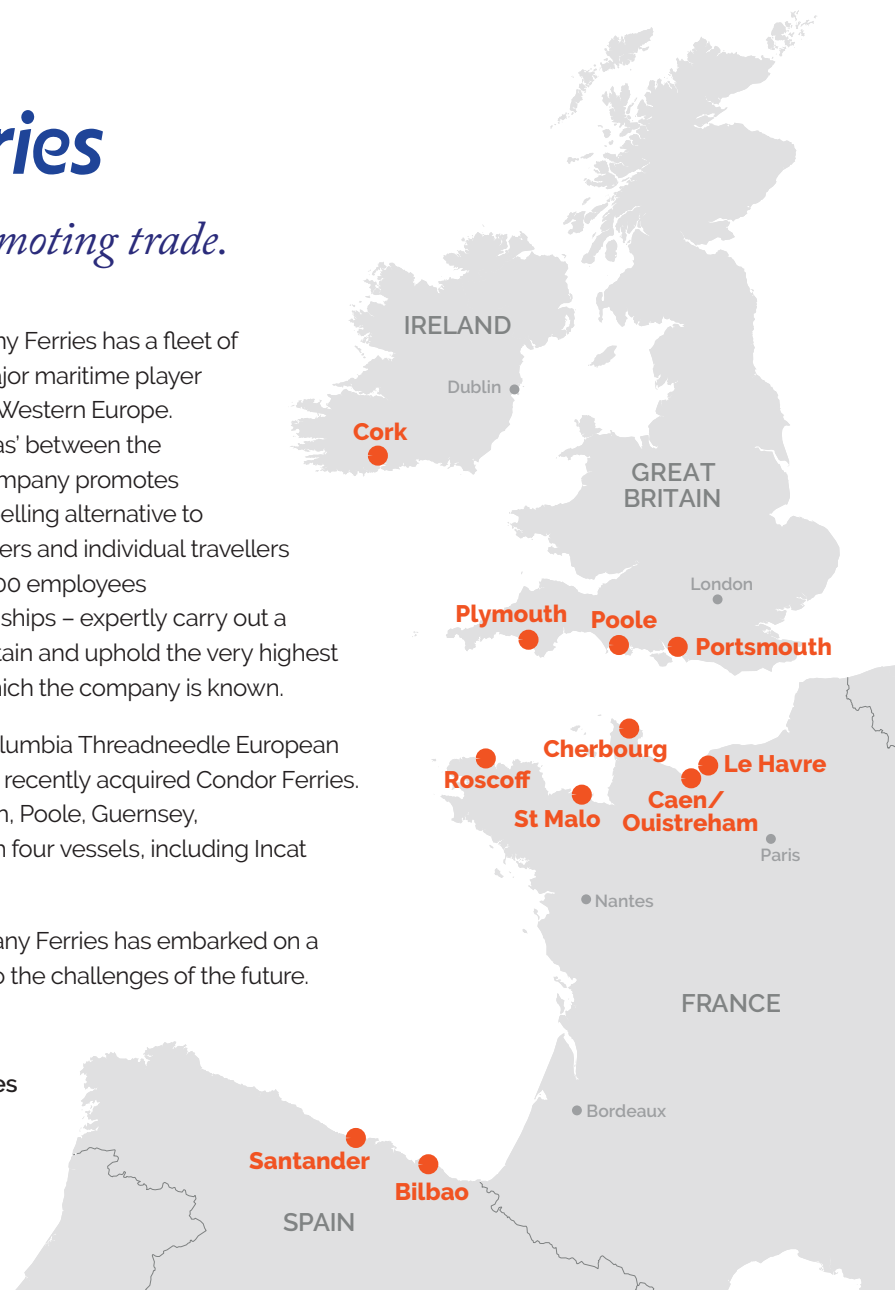 ries
moting trade.
ny Ferries has a fleet of
ajor maritime player
Western Europe.
as’ between the
mpany promotes
elling alternative to
ers and individual travellers
00 employees
ships – expertly carry out a
tain and uphold the very highest
hich the company is known.
lumbia Threadneedle European
recently acquired Condor Ferries.
n, Poole, Guernsey,
n four vessels, including Incat
any Ferries has embarked on a
o the challenges of the future.
es
IRELAND
Dublin
Cork
GREAT
BRITAIN
London
Plymouth
Poole
Portsmouth
Cherbourg
Le Havre
Roscoff
Caen/
Ouistreham
St Malo
Paris
Nantes
FRANCE
Bordeaux
Santander
Bilbao
SPAIN